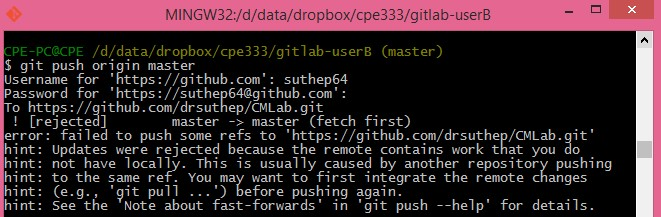 MINGW32:/d/data/dropbox/cpe333/gitlab-userB
CPE-PC@CPE /d/data/dropbox/cpe333/gitlab-userB (master)
$ git push origin master
Username for 'https://github.com': suthep64
Password for 'https://suthep64@github.com':
To https://github.com/drsuthep/CMLab.git
 ! [rejected]        master -> master (fetch first)
error: failed to push some refs to 'https://github.com/drsuthep/CMLab.git'
hint: Updates were rejected because the remote contains work that you do
hint: not have locally. This is usually caused by another repository pushing
hint: to the same ref. You may want to first integrate the remote changes
hint: (e.g., 'git pull ...') before pushing again.
hint: See the 'Note about fast-forwards' in 'git push --help' for details.